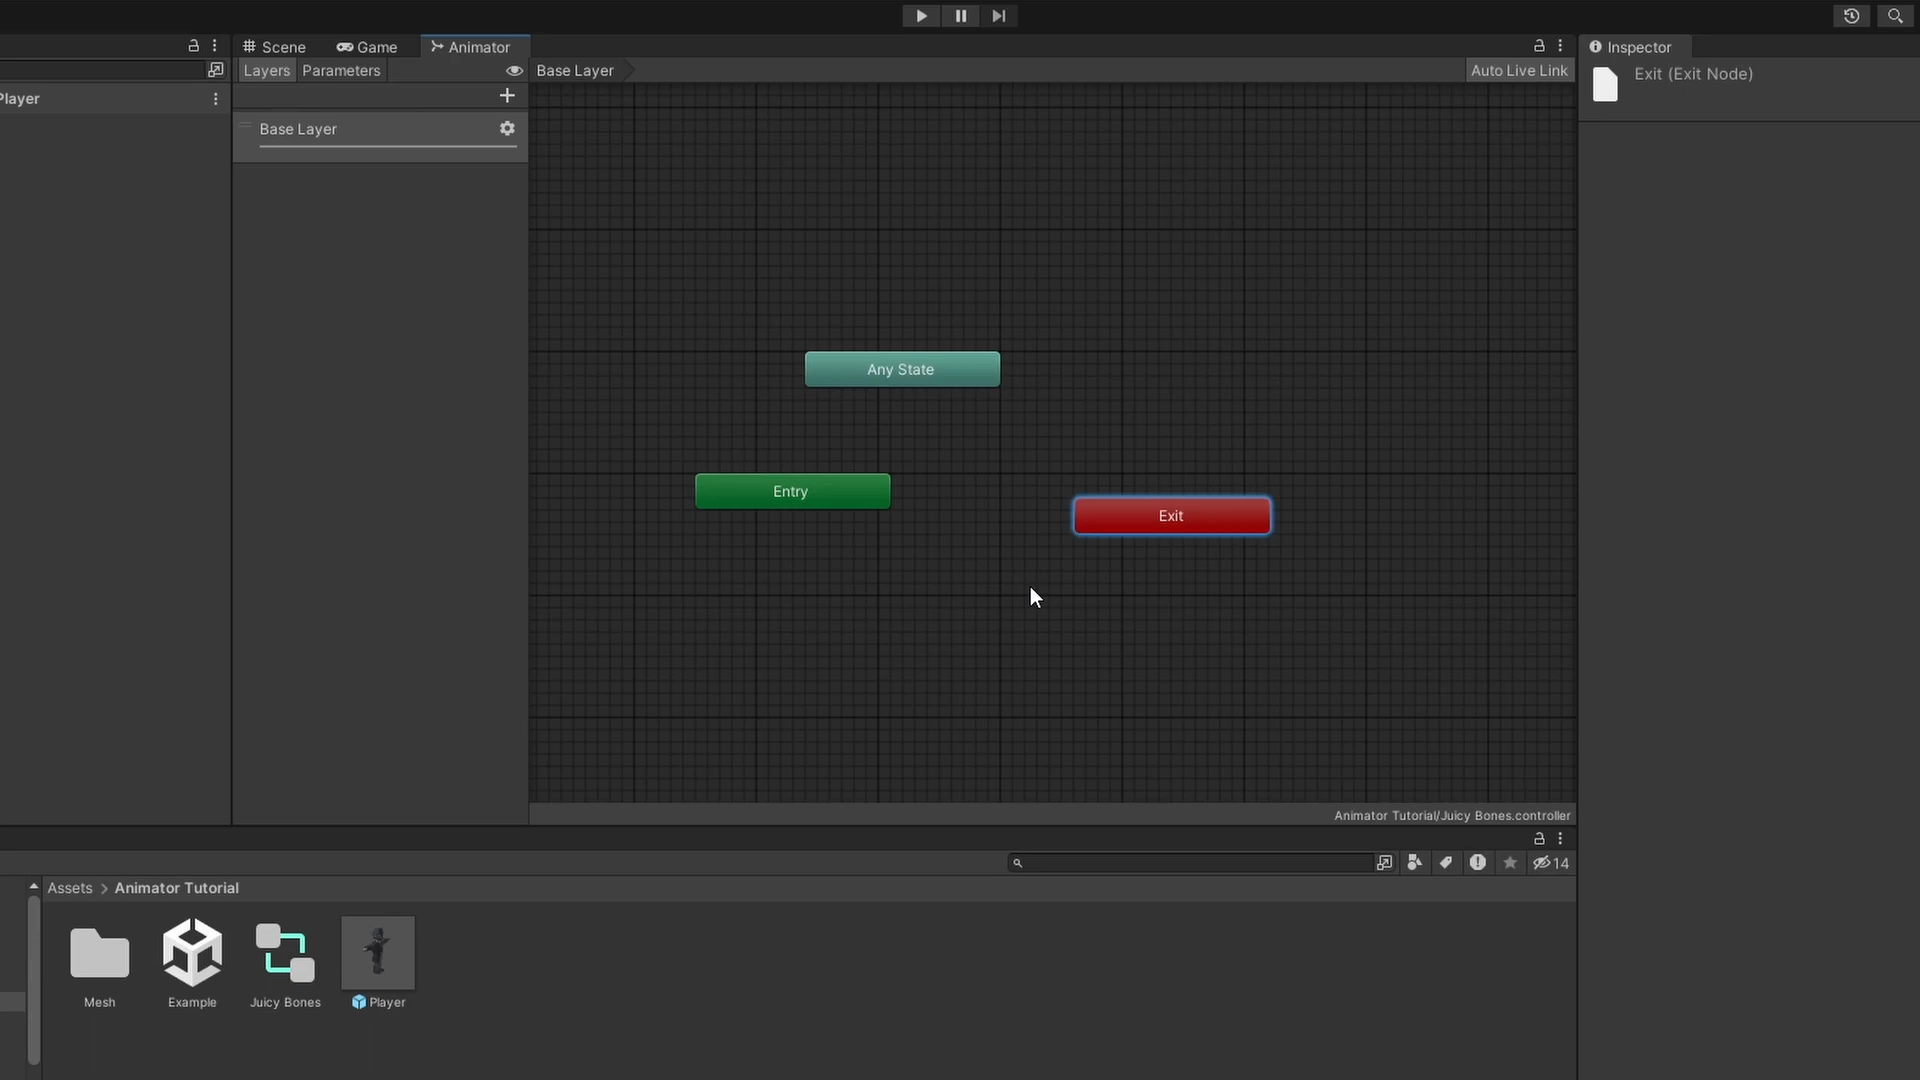 Scene
Game
Animator
Inspector
Layers
Parameters
Base Layer
Auto Live Link
Exit (Exit Node)
Player
Base Layer
Any State
Entry
Exit
Animator Tutorial/Juicy Bones.controller
14
Assets > Animator Tutorial
Mesh
Example
Juicy Bones
Player